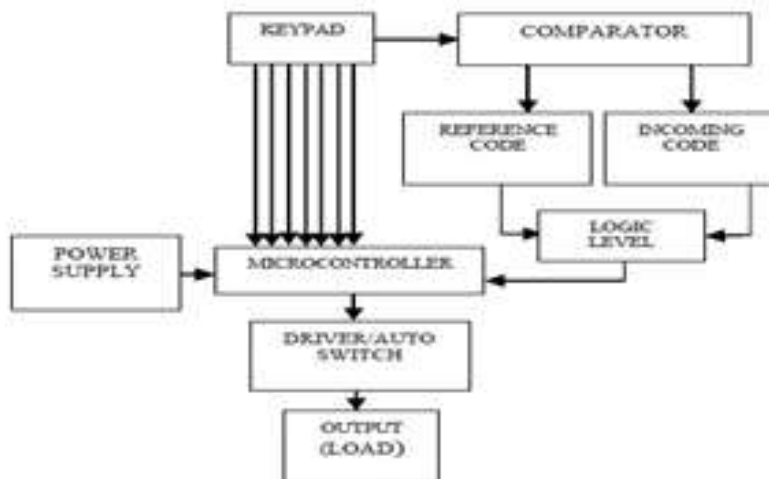 KEYPAD
COMPARATOR
REFERENCE
CODE
INCOMING
CODE
LOGIC
LEVEL
POWER
SUPPLY
MICROCONTROLLER
DRIVER/AUTO
SWITCH
OUTPUT
(LOAD)